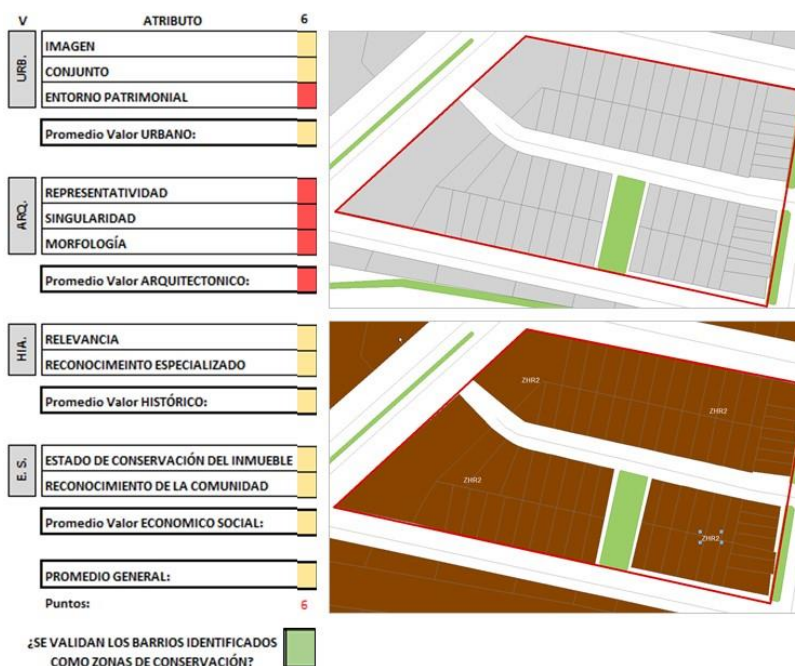 V ATRIBUTO 6
URB.
IMAGEN
CONJUNTO
ENTORNO PATRIMONIAL
Promedio Valor URBANO:
ARQ.
REPRESENTATIVIDAD
SINGULARIDAD
MORFOLOGÍA
Promedio Valor ARQUITECTONICO:
HIA.
RELEVANCIA
RECONOCIMEINTO ESPECIALIZADO
Promedio Valor HISTÓRICO:
E. S.
ESTADO DE CONSERVACIÓN DEL INMUEBLE
RECONOCIMIENTO DE LA COMUNIDAD
Promedio Valor ECONOMICO SOCIAL:
PROMEDIO GENERAL:
Puntos: 6
¿SE VALIDAN LOS BARRIOS IDENTIFICADOS
COMO ZONAS DE CONSERVACIÓN?
ZHR2
ZHR2
ZHR2
ZHR2